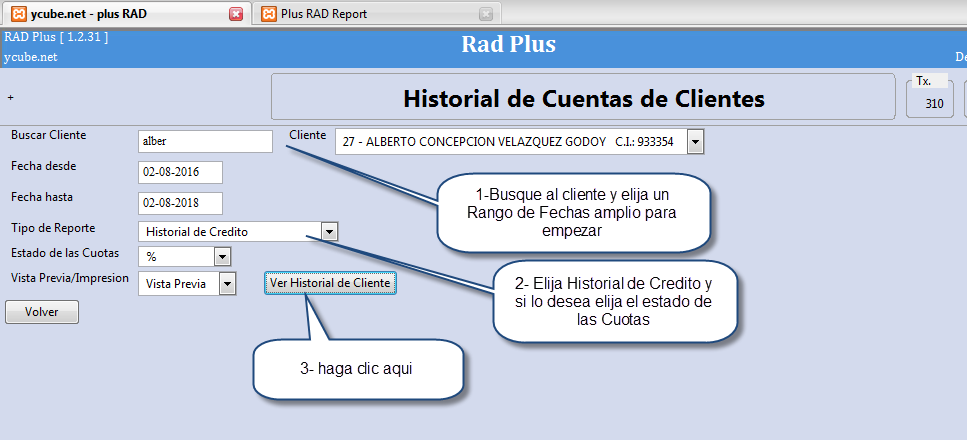 ycube.net - plus RAD
Plus RAD Report
RAD Plus [ 1.2.31 ]
Rad Plus
ycube.net
De
+
Historial de Cuentas de Clientes
Tx.
310
Buscar Cliente
alber
Cliente
27 - ALBERTO CONCEPCION VELAZQUEZ GODOY C.I.: 933354
Fecha desde
02-08-2016
Fecha hasta
02-08-2018
1-Busque al cliente y elija un
Rango de Fechas amplio para
empezar
Tipo de Reporte
Historial de Credito
Estado de las Cuotas
%
Vista Previa/Impresion
Vista Previa
Ver Historial de Cliente
2- Elija Historial de Credito y
si lo desea elija el estado de
las Cuotas
Volver
3- haga clic aqui